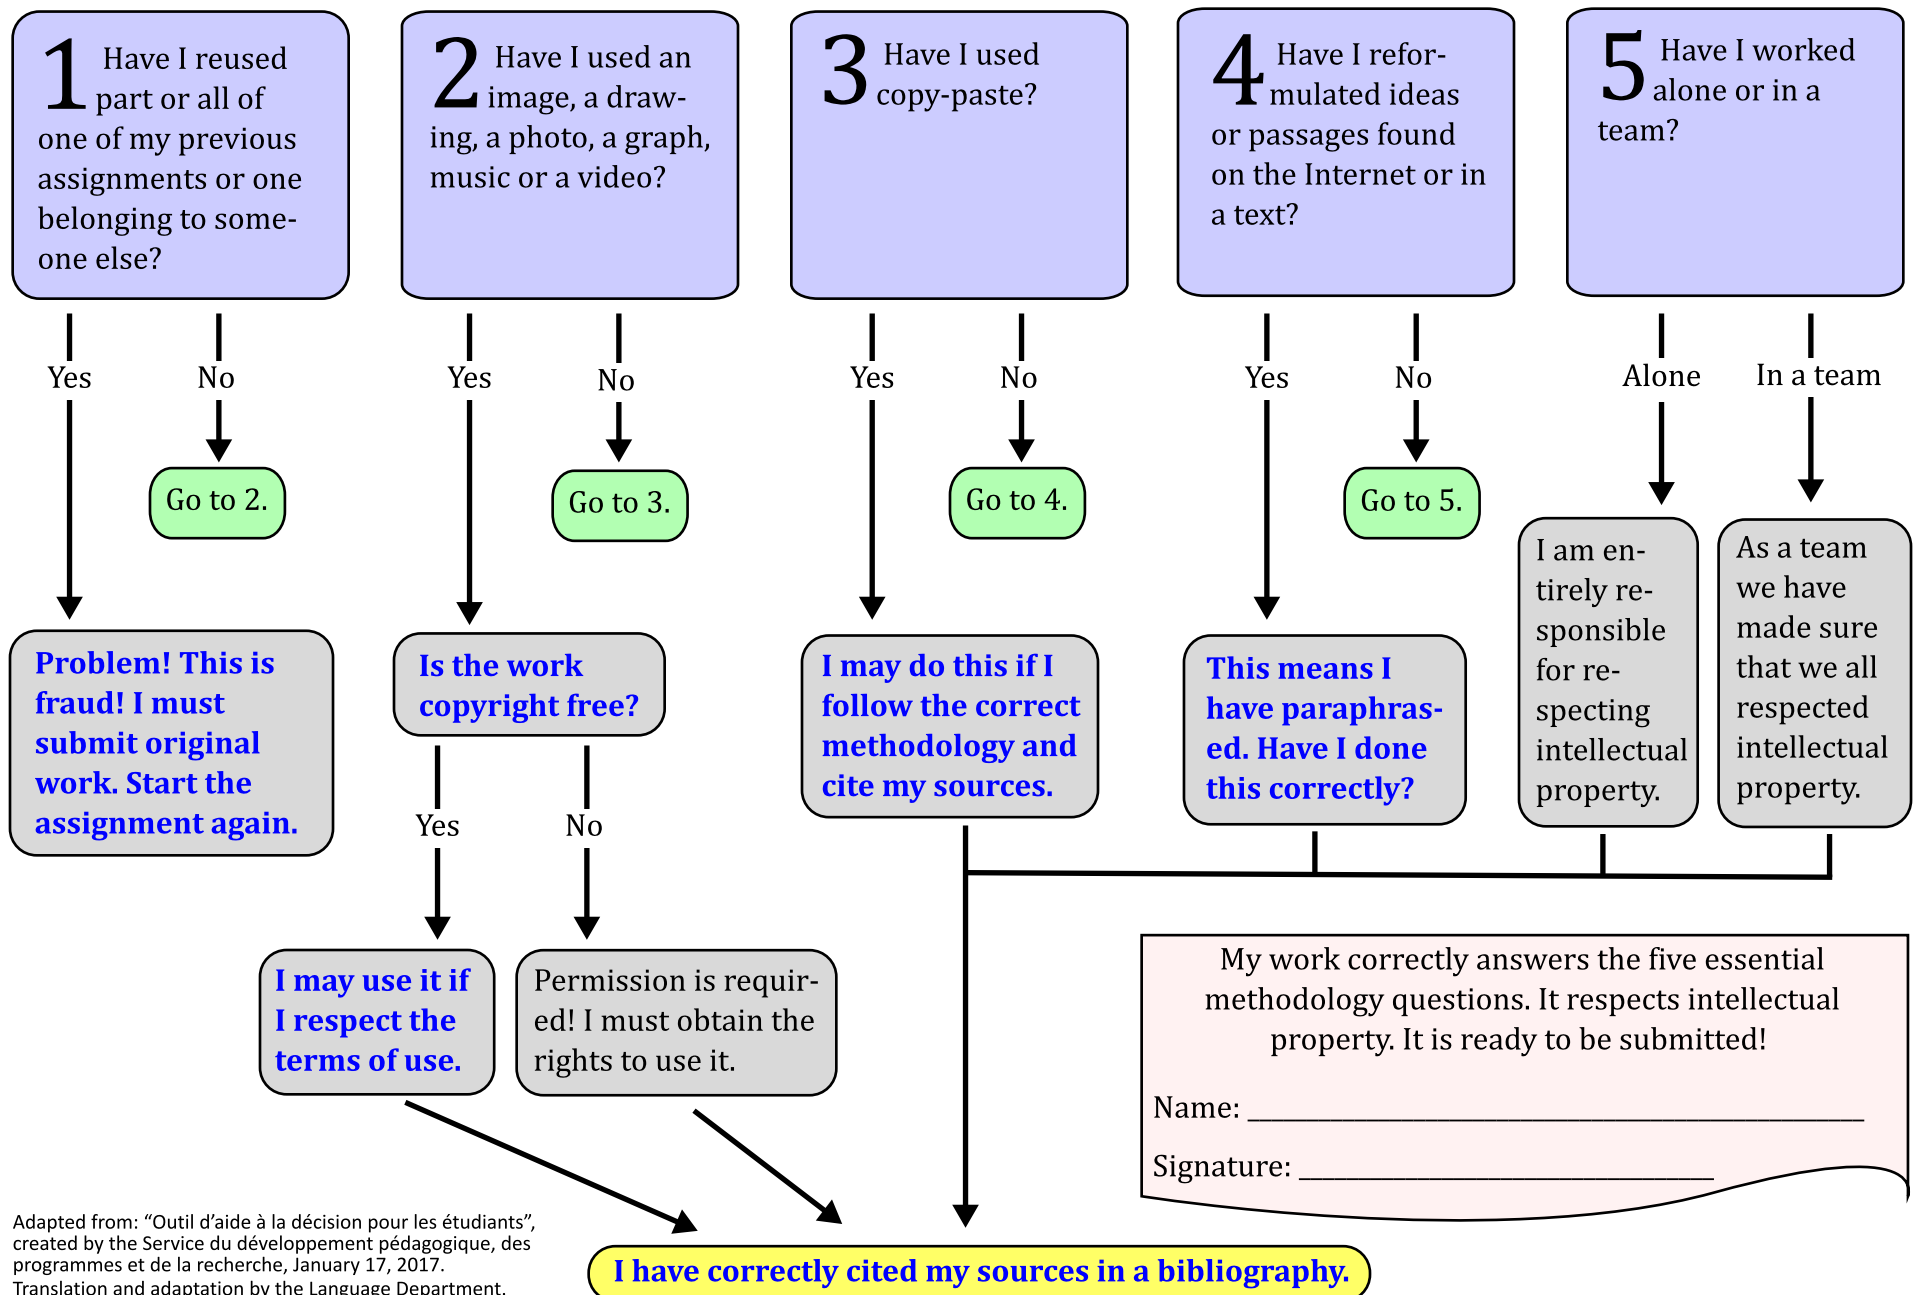 1 Have I reused
part or all of
one of my previous
assignments or one
belonging to some-
one else?
2 Have I used an
image, a draw-
ing, a photo, a graph,
music or a video?
3 Have I used
copy-paste?
4 Have I refor-
mulated ideas
or passages found
on the Internet or in
a text?
5 Have I worked
alone or in a
team?
Yes
No
Yes
No
Yes
No
Yes
No
Alone
In a team
Go to 2.
Go to 3.
Go to 4.
Go to 5.
Problem! This is
fraud! I must
submit original
work. Start the
assignment again.
Is the work
copyright free?
I may do this if I
follow the correct
methodology and
cite my sources.
This means I
have paraphras-
ed. Have I done
this correctly?
I am en-
tirely re-
sponsible
for re-
specting
intellectual
property.
As a team
we have
made sure
that we all
respected
intellectual
property.
Yes
No
I may use it if
I respect the
terms of use.
Permission is requir-
ed! I must obtain the
rights to use it.
My work correctly answers the five essential
methodology questions. It respects intellectual
property. It is ready to be submitted!
Name:
Signature:
Adapted from: “Outil d’aide à la décision pour les étudiants”,
created by the Service du développement pédagogique, des
programmes et de la recherche, January 17, 2017.
Translation and adaptation by the Language Department.
I have correctly cited my sources in a bibliography.